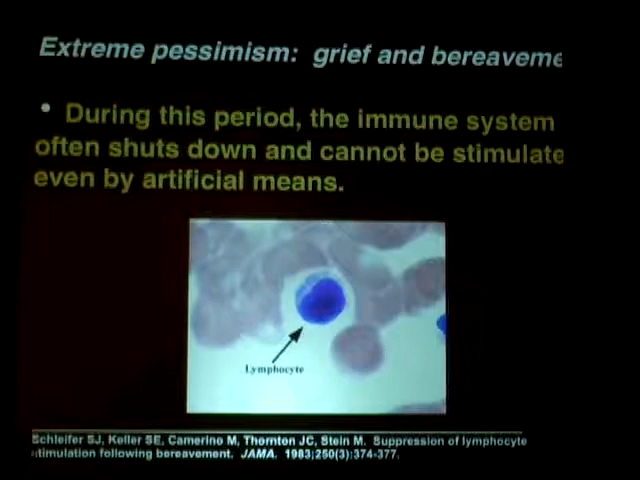 Extreme pessimism: grief and bereaveme
• During this period, the immune system
often shuts down and cannot be stimulate
even by artificial means.
Lymphocyte
Schleifer SJ, Keller SE, Camerino M, Thornton JC, Stein M. Suppression of lymphocyte
stimulation following bereavement. JAMA. 1983;250(3):374-377.